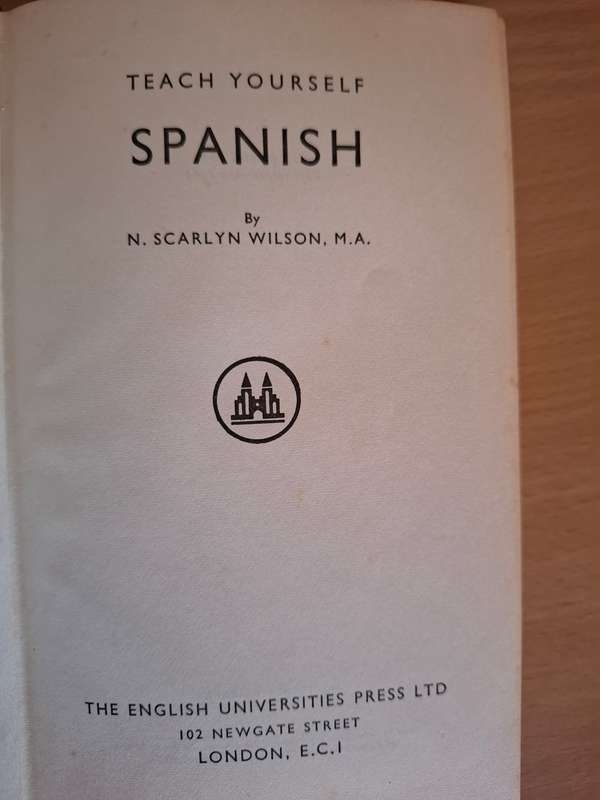 TEACH YOURSELF
SPANISH
By
N. SCARLYN WILSON, M.A.
THE ENGLISH UNIVERSITIES PRESS LTD
102 NEWGATE STREET
LONDON, E.C.1